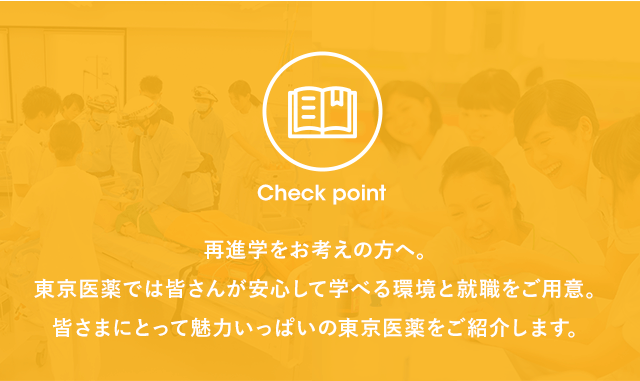 Check point
再進学をお考えの方へ。
東京医薬では皆さんが安心して学べる環境と就職をご用意。
皆さまにとって魅力いっぱいの東京医薬をご紹介します。